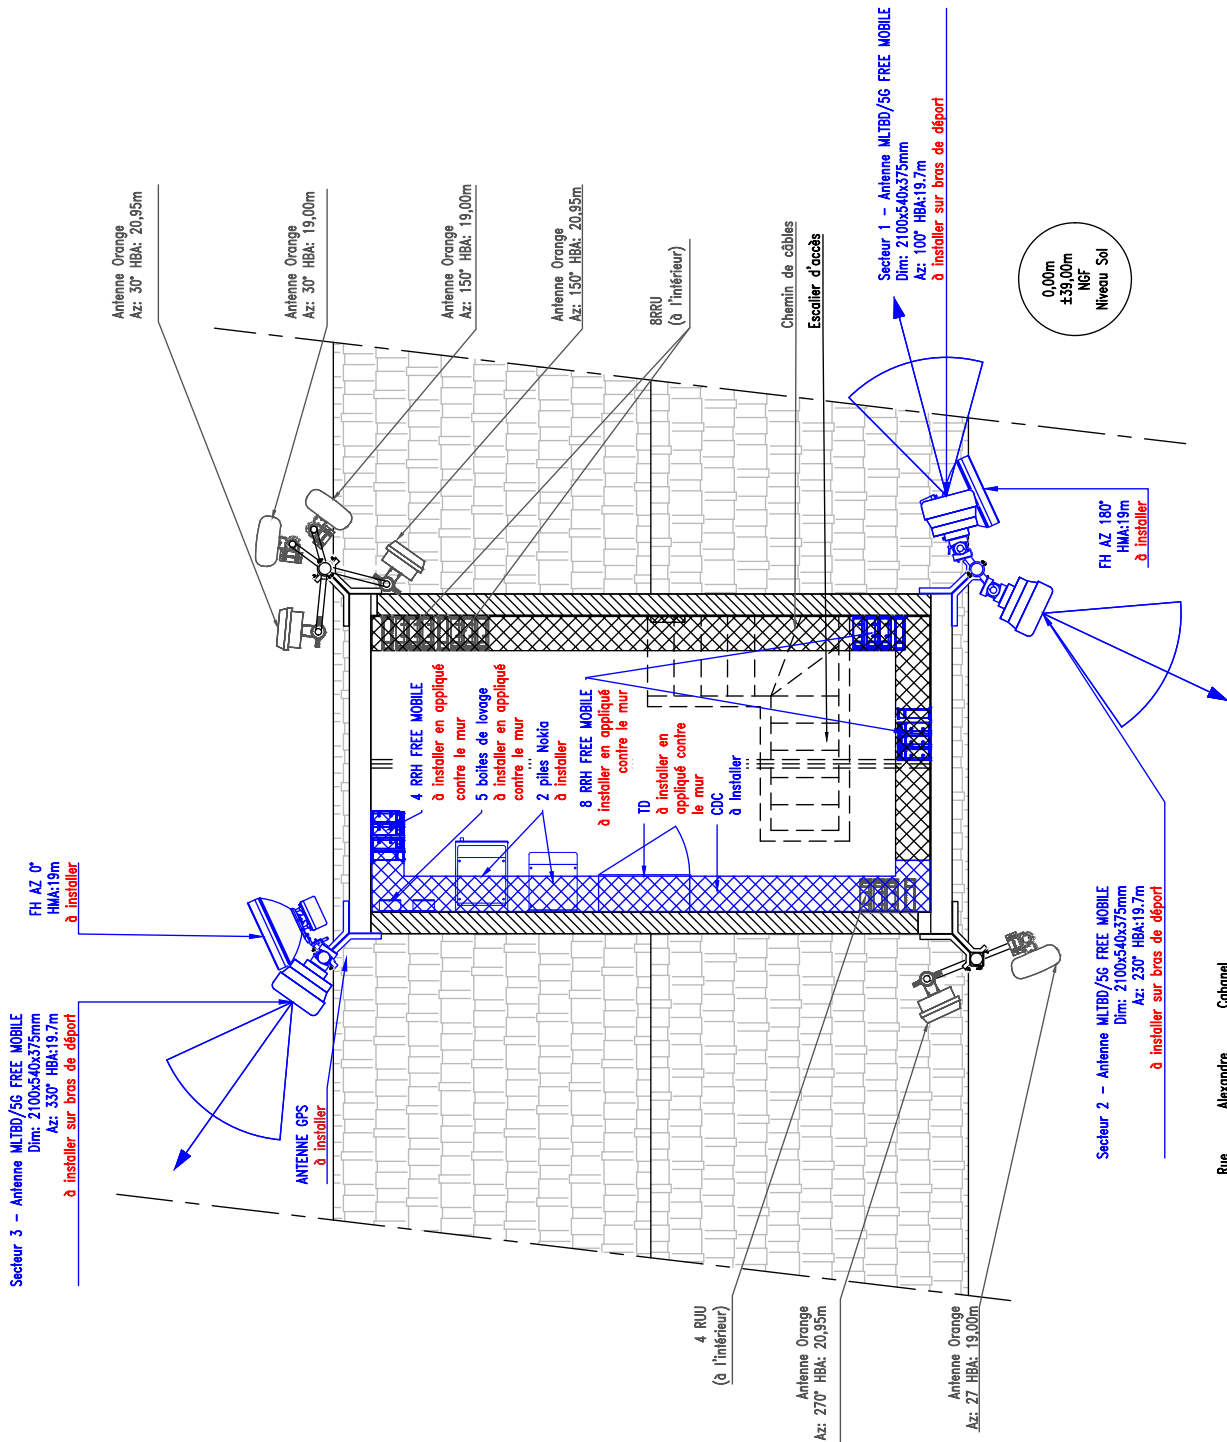 Secteur 3 - Antenne MLTBD/5G FREE MOBILE
Dim: 2100x540x375mm
Az: 330° HBA:19.7m
à installer sur bras de déport
FH AZ 0°
HMA:19m
à installer
ANTENNE GPS
à installer
Antenne Orange
Az: 30° HBA: 20,95m
Antenne Orange
Az: 30° HBA: 19,00m
Antenne Orange
Az: 150° HBA: 19,00m
Antenne Orange
Az: 150° HBA: 20,95m
8RRU
(à l'intérieur)
Chemin de câbles
Escalier d'accès
4 RRH FREE MOBILE
à installer en appliqué
contre le mur
5 boîtes de lovage
à installer en appliqué
contre le mur
2 piles Nokia
à installer
8 RRH FREE MOBILE
à installer en appliqué
contre le mur
TD
à installer en
appliqué contre
le mur
CDC
à Installer
Secteur 1 - Antenne MLTBD/5G FREE MOBILE
Dim: 2100x540x375mm
Az: 100° HBA:19.7m
à installer sur bras de déport
0,00m
±39,00m
NGF
Niveau Sol
FH AZ 180°
HMA:19m
à installer
Secteur 2 - Antenne MLTBD/5G FREE MOBILE
Dim: 2100x540x375mm
Az: 230° HBA:19.7m
à installer sur bras de déport
4 RUU
(à l'intérieur)
Antenne Orange
Az: 270° HBA: 20,95m
Antenne Orange
Az: 27 HBA: 19,00m
Rue Alexandre Cabanel